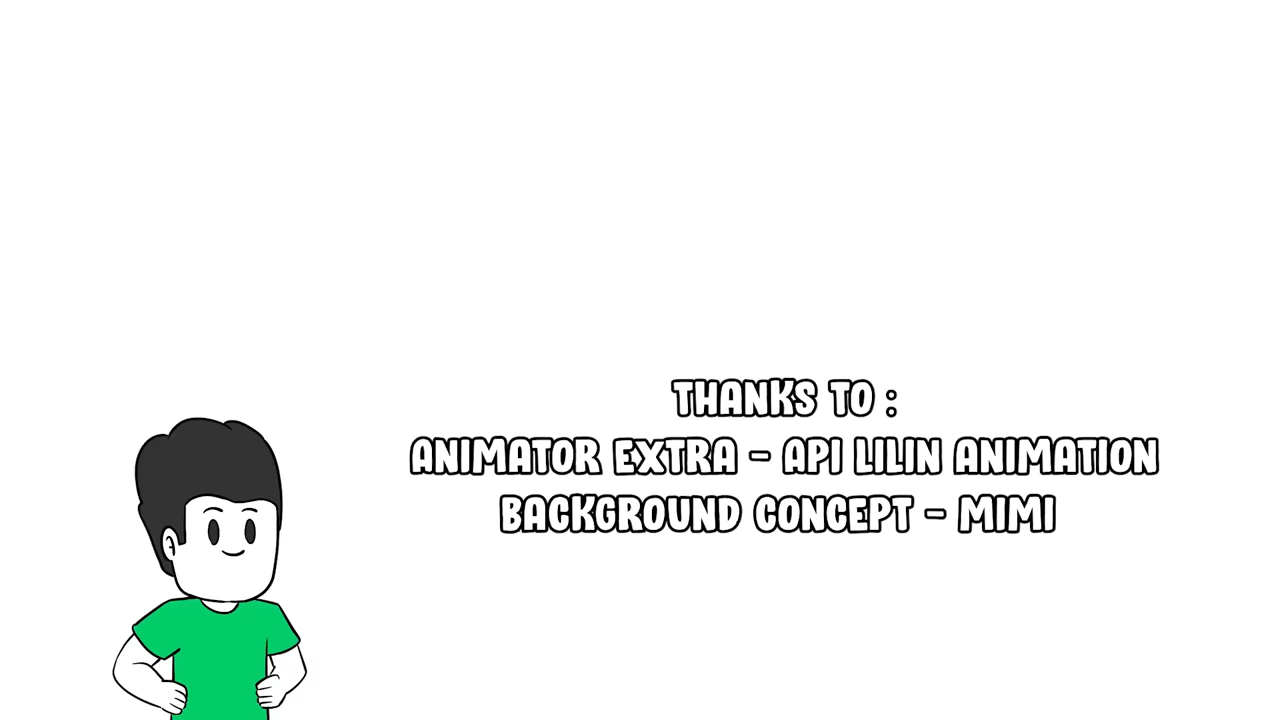 THANKS TO :
ANIMATOR EXTRA - API LILIN ANIMATION
BACKGROUND CONCEPT - MIMI